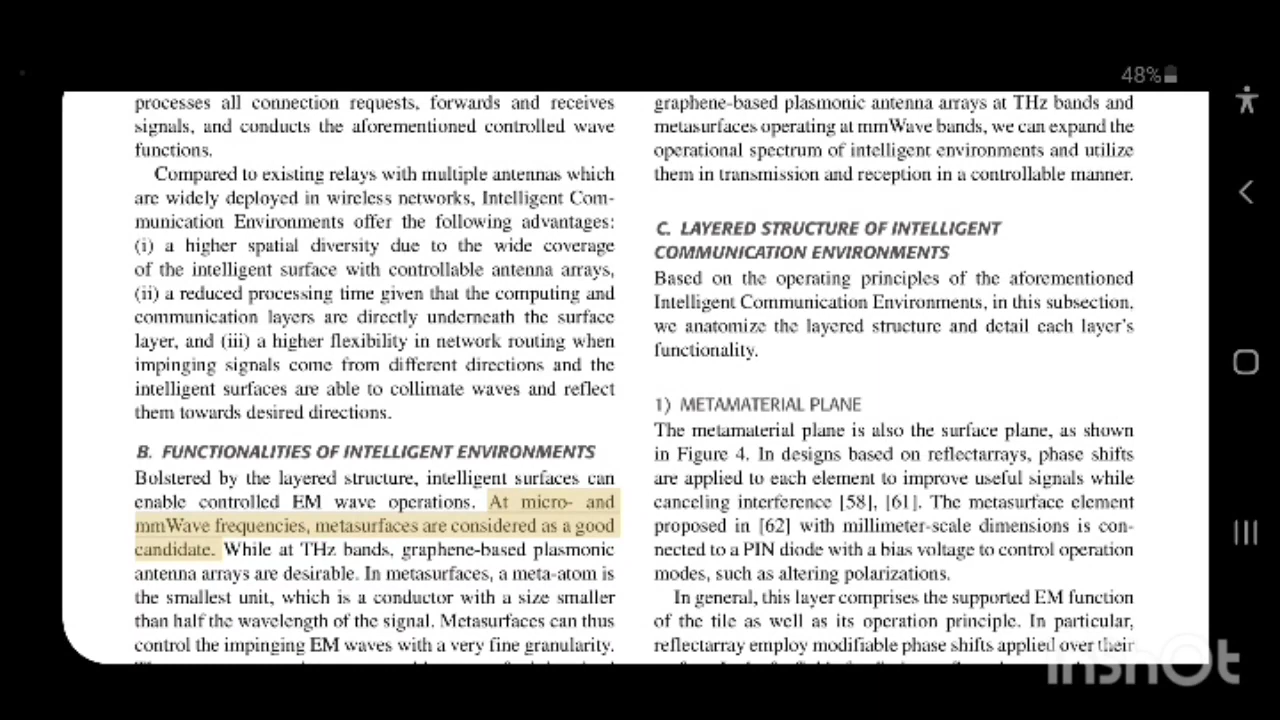 48%
processes all connection requests, forwards and receives
signals, and conducts the aforementioned controlled wave
functions.
Compared to existing relays with multiple antennas which
are widely deployed in wireless networks, Intelligent Com-
munication Environments offer the following advantages:
(i) a higher spatial diversity due to the wide coverage
of the intelligent surface with controllable antenna arrays,
(ii) a reduced processing time given that the computing and
communication layers are directly underneath the surface
layer, and (iii) a higher flexibility in network routing when
impinging signals come from different directions and the
intelligent surfaces are able to collimate waves and reflect
them towards desired directions.
B. FUNCTIONALITIES OF INTELLIGENT ENVIRONMENTS
Bolstered by the layered structure, intelligent surfaces can
enable controlled EM wave operations. At micro- and
mmWave frequencies, metasurfaces are considered as a good
candidate. While at THz bands, graphene-based plasmonic
antenna arrays are desirable. In metasurfaces, a meta-atom is
the smallest unit, which is a conductor with a size smaller
than half the wavelength of the signal. Metasurfaces can thus
control the impinging EM waves with a very fine granularity.
graphene-based plasmonic antenna arrays at THz bands and
metasurfaces operating at mmWave bands, we can expand the
operational spectrum of intelligent environments and utilize
them in transmission and reception in a controllable manner.
C. LAYERED STRUCTURE OF INTELLIGENT
COMMUNICATION ENVIRONMENTS
Based on the operating principles of the aforementioned
Intelligent Communication Environments, in this subsection,
we anatomize the layered structure and detail each layer's
functionality.
1) METAMATERIAL PLANE
The metamaterial plane is also the surface plane, as shown
in Figure 4. In designs based on reflectarrays, phase shifts
are applied to each element to improve useful signals while
canceling interference [58], [61]. The metasurface element
proposed in [62] with millimeter-scale dimensions is con-
nected to a PIN diode with a bias voltage to control operation
modes, such as altering polarizations.
In general, this layer comprises the supported EM function
of the tile as well as its operation principle. In particular,
reflectarray employ modifiable phase shifts applied over their
InShOt